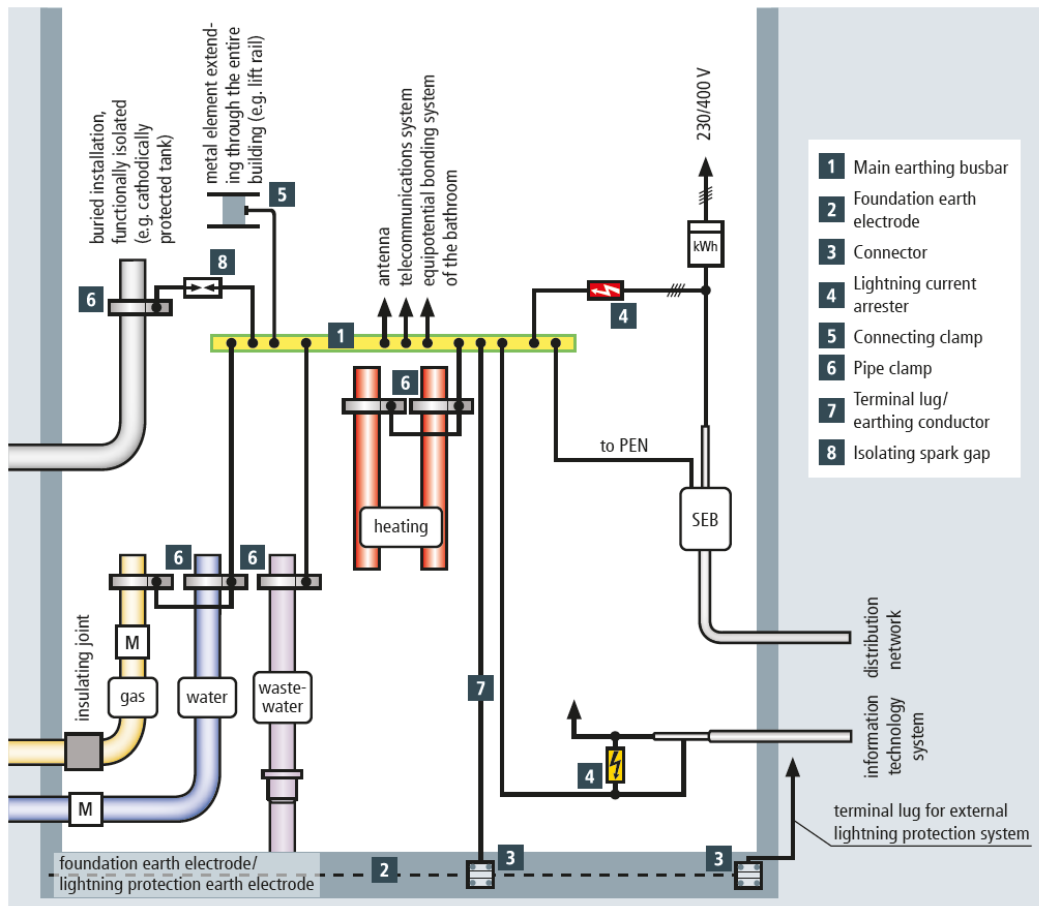 buried installation,
functionally isolated
(e.g. cathodically
protected tank)
metal element extend-
ing through the entire
building (e.g. lift rail)
5
8
6
antenna
telecommunications system
equipotential bonding system
of the bathroom
230/400 V
kWh
4
1
6
heating
to PEN
SEB
1 Main earthing busbar
2 Foundation earth
electrode
3 Connector
4 Lightning current
arrester
5 Connecting clamp
6 Pipe clamp
7 Terminal lug/
earthing conductor
8 Isolating spark gap
6
6
insulating joint
M
gas
water
waste-
water
M
7
4
distribution
network
information
technology
system
terminal lug for external
lightning protection system
foundation earth electrode/
lightning protection earth electrode
2
3
3